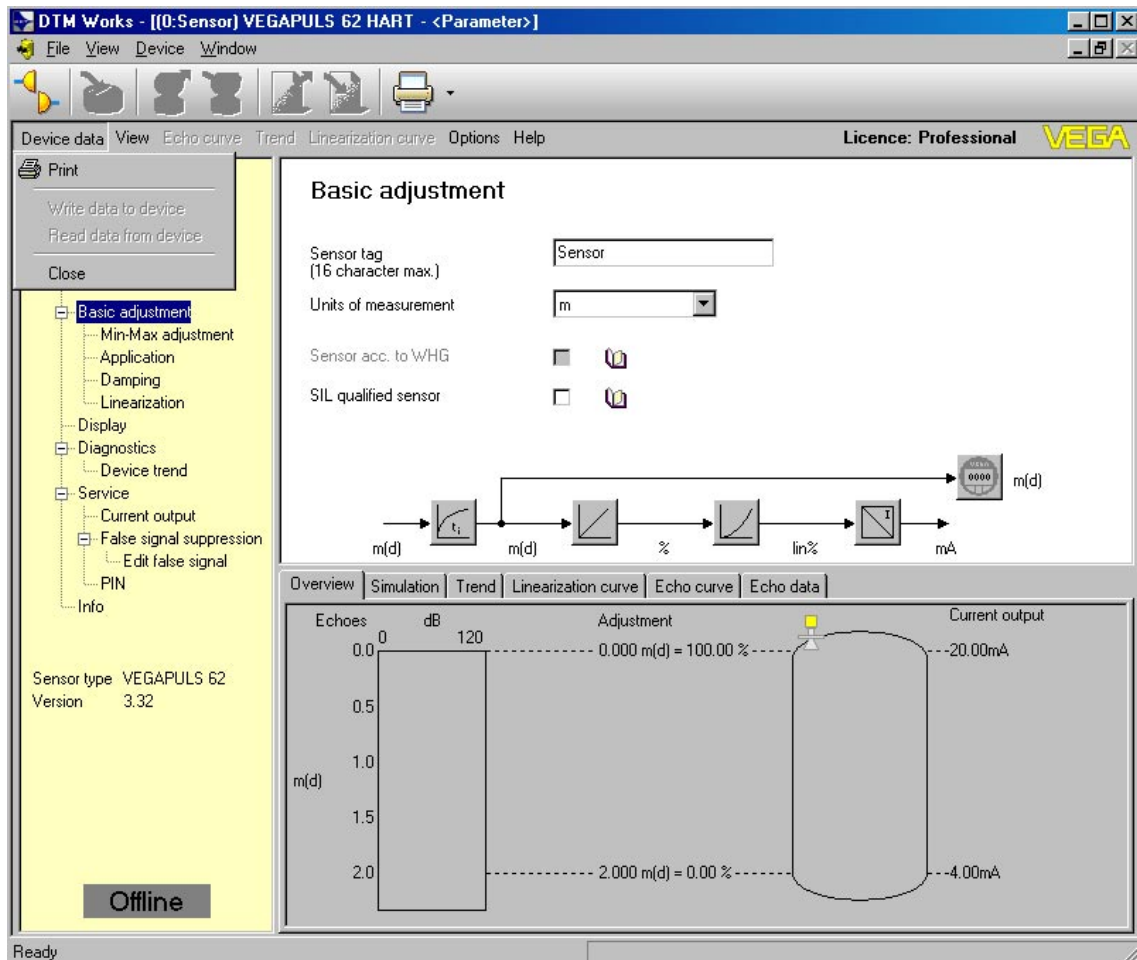 DTM Works - [(0:Sensor) VEGAPULS 62 HART - <Parameter>]
File View Device Window
Device data View Echo curve Trend Linearization curve Options Help Licence: Professional VEGA
Print
Write data to device
Read data from device
Close
Basic adjustment
Min-Max adjustment
Application
Damping
Linearization
Display
Diagnostics
Device trend
Service
Current output
False signal suppression
Edit false signal
PIN
Info
Sensor type VEGAPULS 62
Version 3.32
Offline
Basic adjustment
Sensor tag Sensor
(16 character max.)
Units of measurement m
Sensor acc. to WHG
SIL qualified sensor
VEGA
0000 m(d)
ti
I
m(d) m(d) % lin% mA
Overview Simulation Trend Linearization curve Echo curve Echo data
Echoes dB Adjustment Current output
0 120
0.0 0.000 m(d) = 100.00 % 20.00mA
0.5
1.0
m(d)
1.5
2.0 2.000 m(d) = 0.00 % 4.00mA
Ready